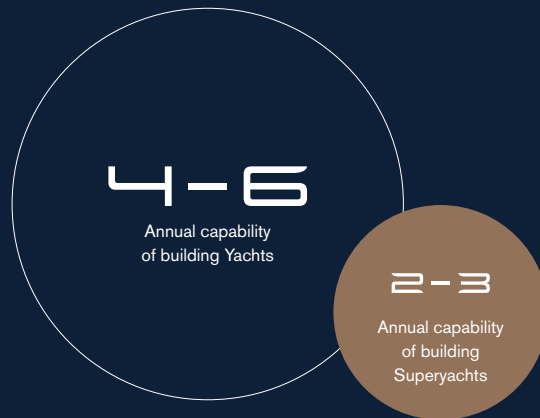 4-6
Annual capability
of building Yachts
2-3
Annual capability
of building
Superyachts